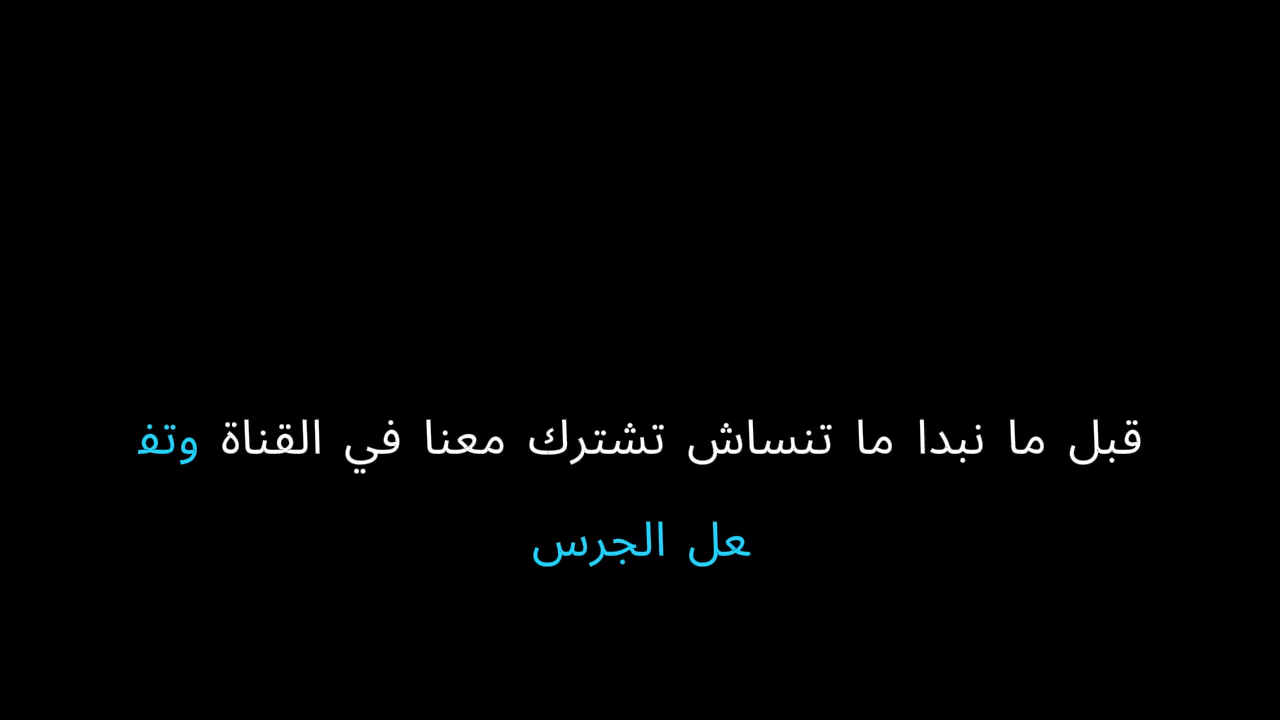 قبل ما نبدا ما تنساش تشترك معنا في القناة وتف
عل الجرس